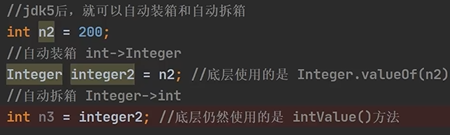 //jdk5后，就可以自动装箱和自动拆箱
int n2 = 200;
//自动装箱 int->Integer
Integer integer2 = n2; //底层使用的是 Integer.valueOf(n2)
//自动拆箱 Integer->int
int n3 = integer2; //底层仍然使用的是 intValue()方法